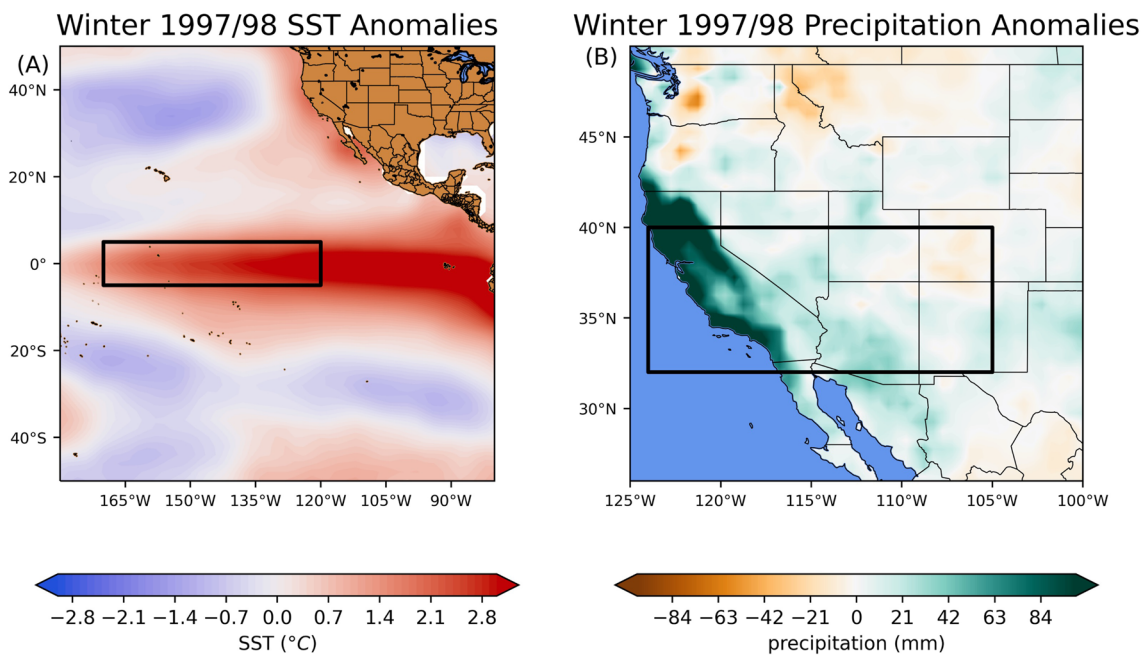 Winter 1997/98 SST Anomalies
(A)
40°N
20°N
0°
20°S
40°S
165°W 150°W 135°W 120°W 105°W 90°W
−2.8 −2.1 −1.4 −0.7 0.0 0.7 1.4 2.1 2.8
SST (°C)
Winter 1997/98 Precipitation Anomalies
(B)
45°N
40°N
35°N
30°N
125°W 120°W 115°W 110°W 105°W 100°W
−84 −63 −42 −21 0 21 42 63 84
precipitation (mm)